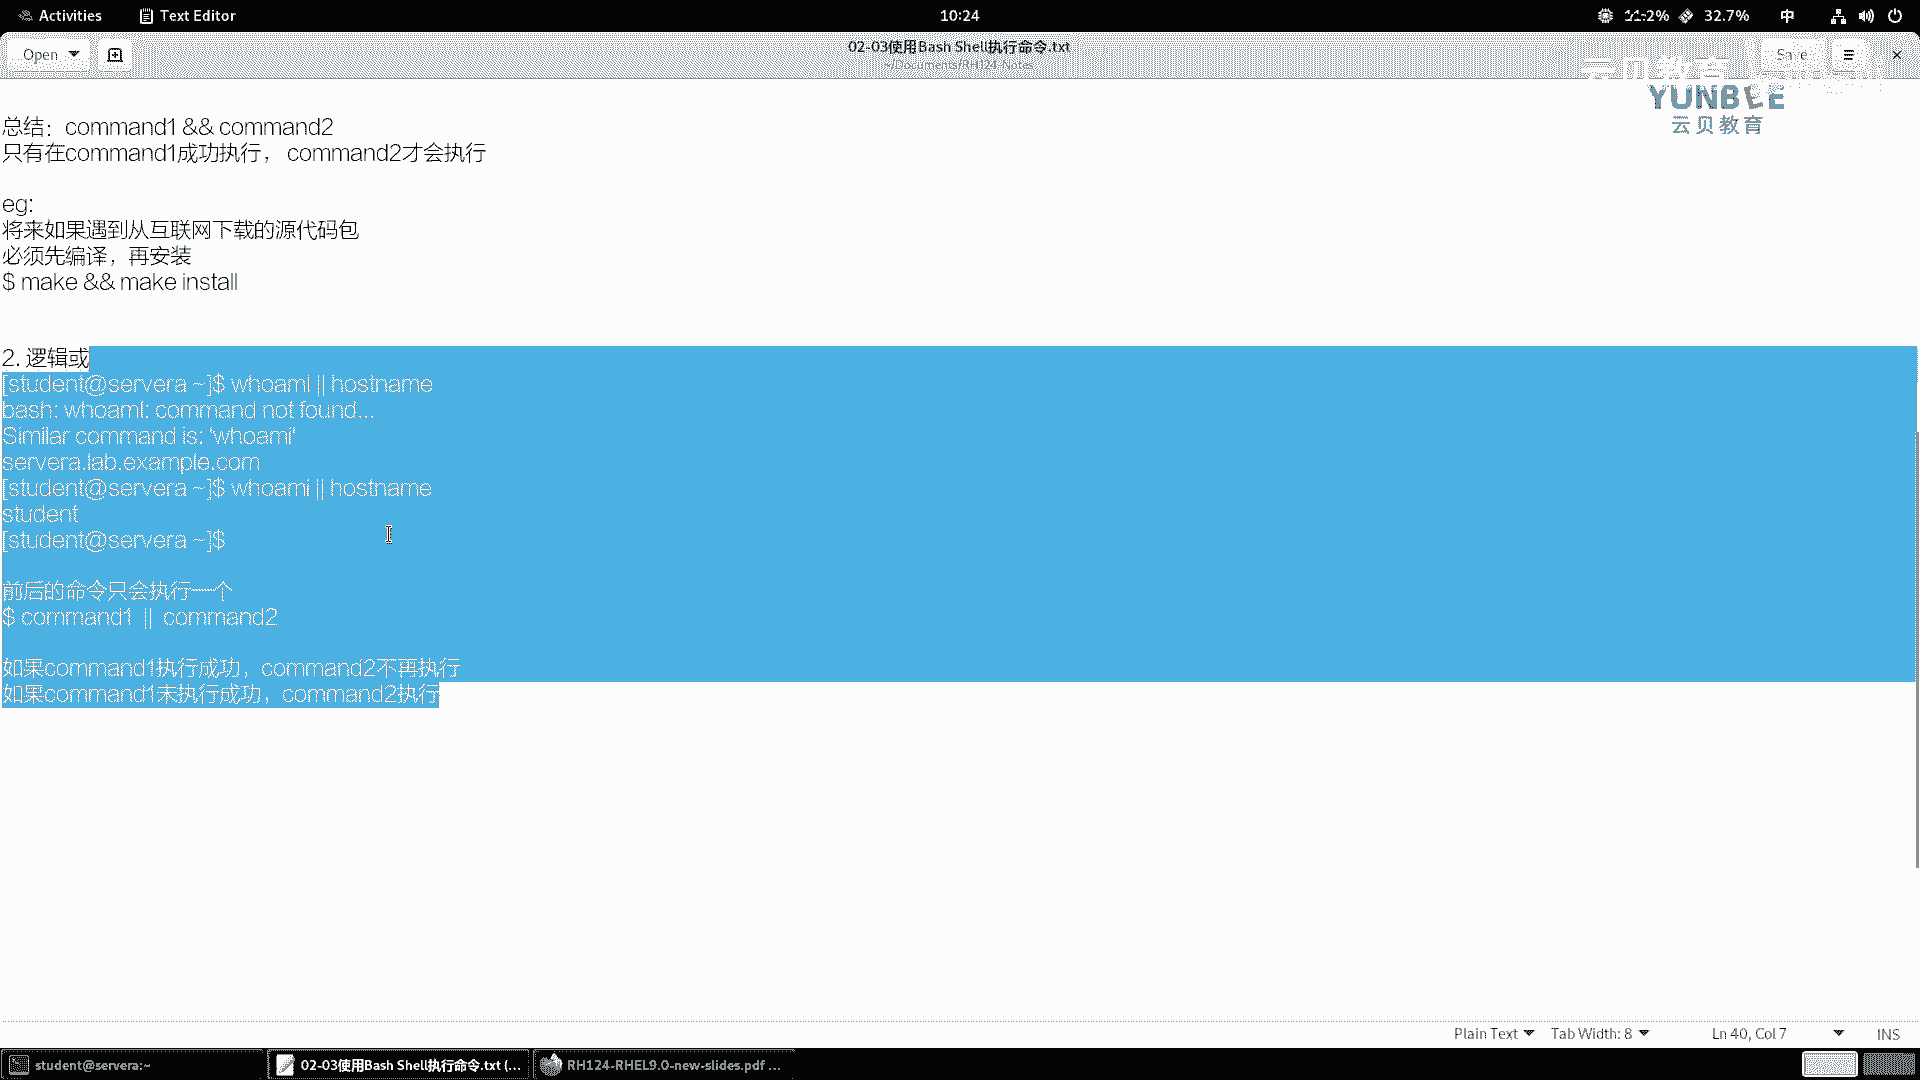 Activities
Text Editor
10:24
32.7%
中
Open
02-03使用Bash Shell执行命令.txt
~/Documents/RH124-Notes
Save
云贝教育
YUNBEE
云贝教育
总结：command1 && command2
只有在command1成功执行， command2才会执行
eg:
将来如果遇到从互联网下载的源代码包
必须先编译，再安装
$ make && make install
2. 逻辑或
[student@servera ~]$ whoaml || hostname
bash: whoaml: command not found...
Similar command is: 'whoami'
servera.lab.example.com
[student@servera ~]$ whoami || hostname
student
[student@servera ~]$
前后的命令只会执行一个
$ command1 || command2
如果command1执行成功，command2不再执行
如果command1未执行成功，command2执行
Plain Text
Tab Width: 8
Ln 40, Col 7
INS
student@servera:~
02-03使用Bash Shell执行命令.txt (...
RH124-RHEL9.0-new-slides.pdf ...